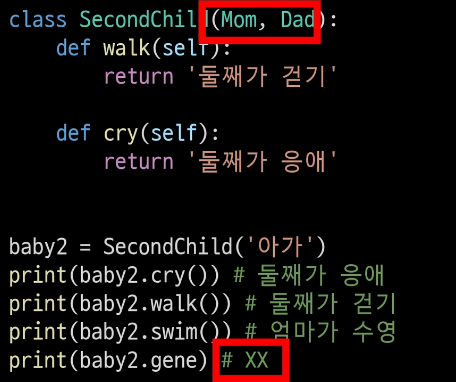 class SecondChild(Mom, Dad):
    def walk(self):
        return '둘째가 걷기'
    def cry(self):
        return '둘째가 응애'
baby2 = SecondChild('아가')
print(baby2.cry()) # 둘째가 응애
print(baby2.walk()) # 둘째가 걷기
print(baby2.swim()) # 엄마가 수영
print(baby2.gene) # XX